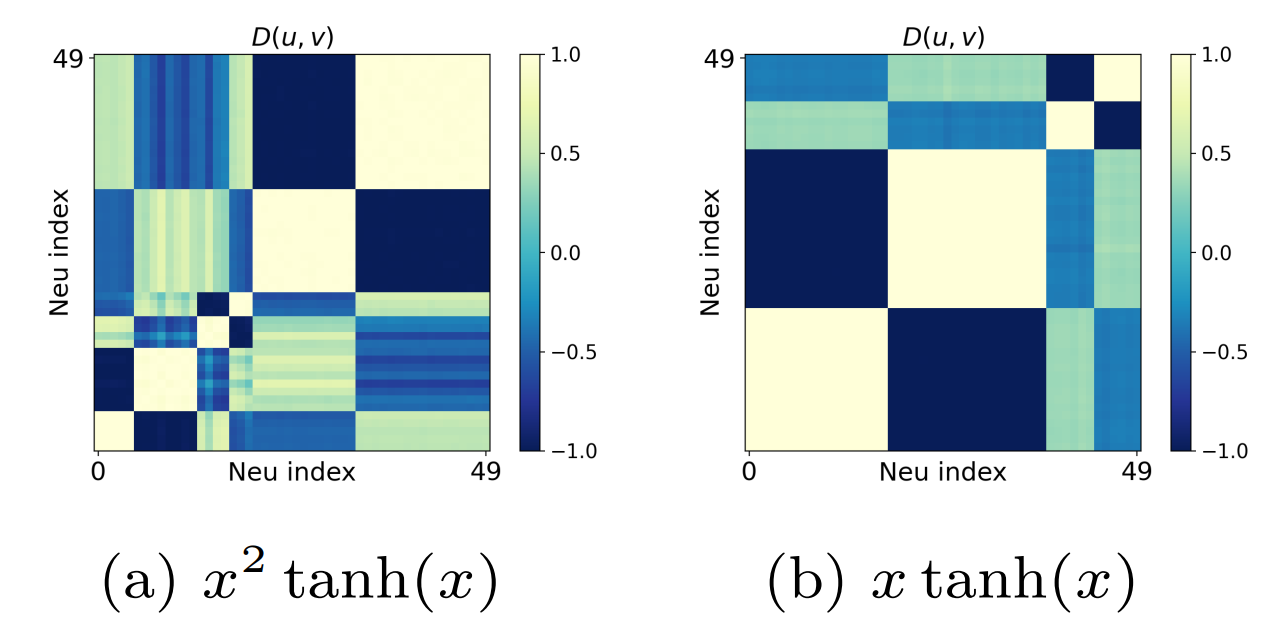 D(u, v)
49
Neu index
0
Neu index
49
1.0
0.5
0.0
−0.5
−1.0
(a) x² tanh(x)
D(u, v)
49
Neu index
0
Neu index
49
1.0
0.5
0.0
−0.5
−1.0
(b) x tanh(x)